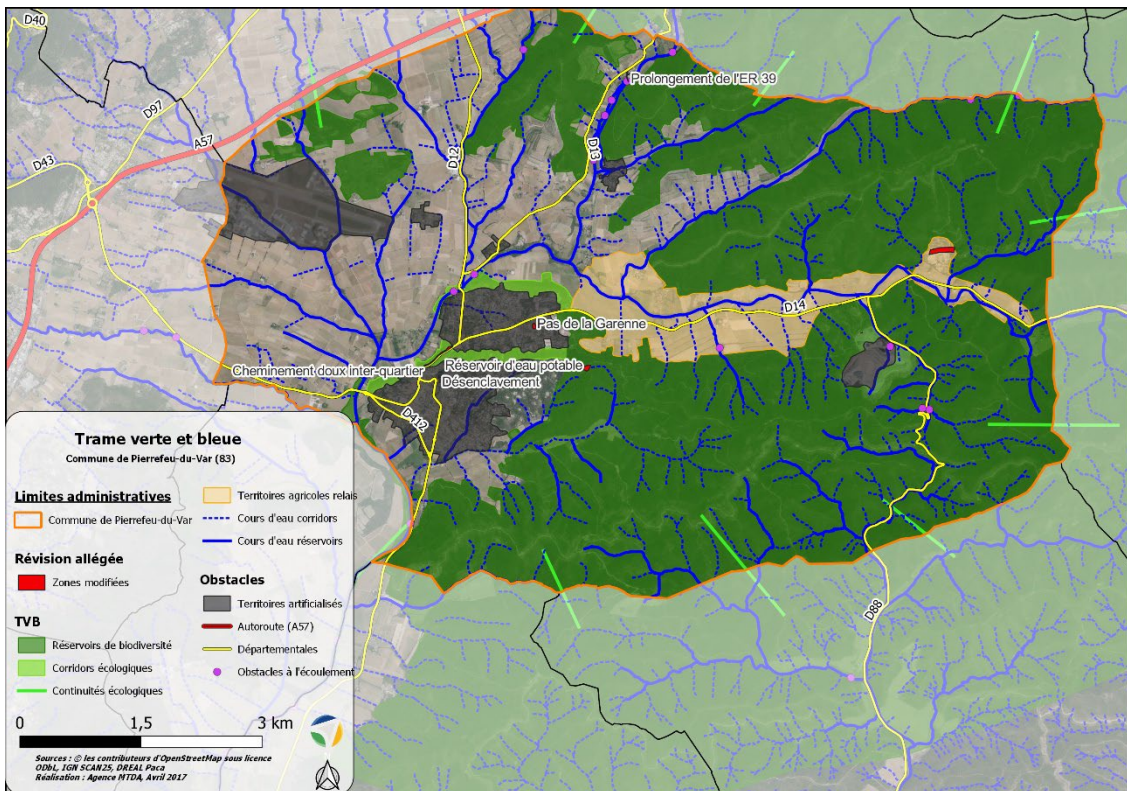 D40
D97
A57
D43
D12
D13
Prolongement de l'ER 39
D14
Pas de la Garenne
Réservoir d'eau potable
Cheminement doux inter-quartier
Désenclavement
D412
D88
Trame verte et bleue
Commune de Pierrefeu-du-Var (83)
Limites administratives
Commune de Pierrefeu-du-Var
Révision allégée
Zones modifiées
TVB
Réservoirs de biodiversité
Corridors écologiques
Continuités écologiques
Territoires agricoles relais
Cours d'eau corridors
Cours d'eau réservoirs
Obstacles
Territoires artificialisés
Autoroute (A57)
Départementales
Obstacles à l'écoulement
0 1,5 3 km
Sources : © les contributeurs d'OpenStreetMap sous licence
ODbL, IGN SCAN25, DREAL Paca
Réalisation : Agence MTDA, Avril 2017